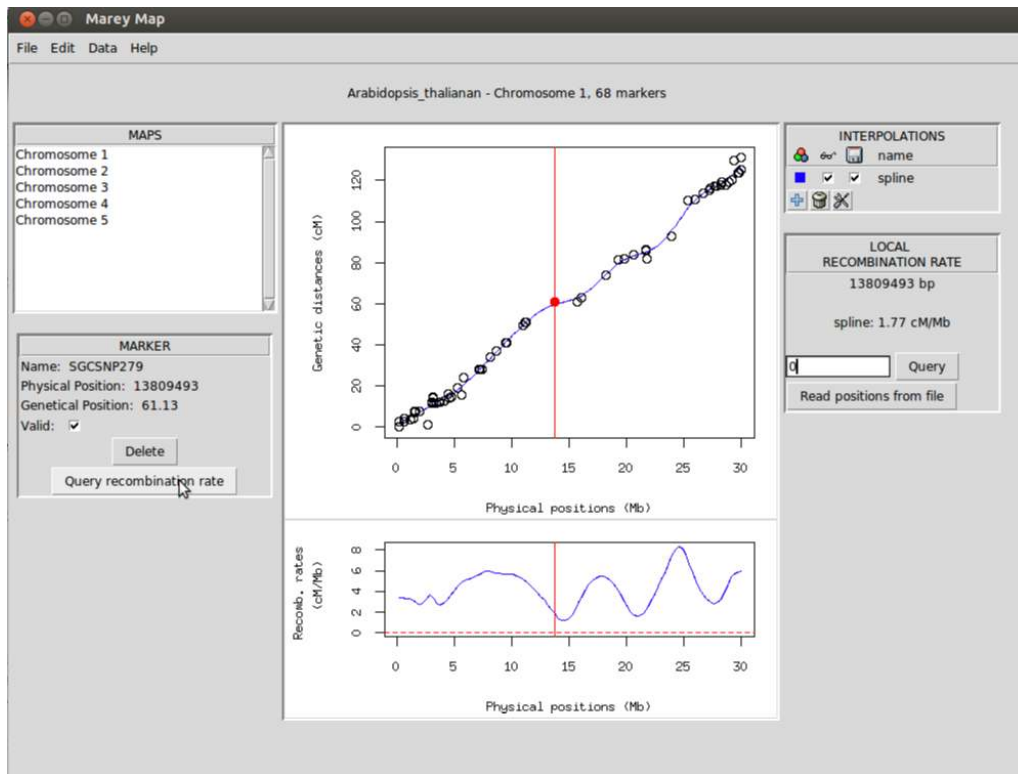 Marey Map
File Edit Data Help
Arabidopsis_thalianan - Chromosome 1, 68 markers
MAPS
Chromosome 1
Chromosome 2
Chromosome 3
Chromosome 4
Chromosome 5
MARKER
Name: SGCSNP279
Physical Position: 13809493
Genetical Position: 61.13
Valid:
Delete
Query recombination rate
Genetic distances (cM)
0 20 40 60 80 100 120
0 5 10 15 20 25 30
Physical positions (Mb)
Recomb. rates
(cM/Mb)
0 2 4 6 8
0 5 10 15 20 25 30
Physical positions (Mb)
INTERPOLATIONS
name
spline
LOCAL
RECOMBINATION RATE
13809493 bp
spline: 1.77 cM/Mb
0
Query
Read positions from file